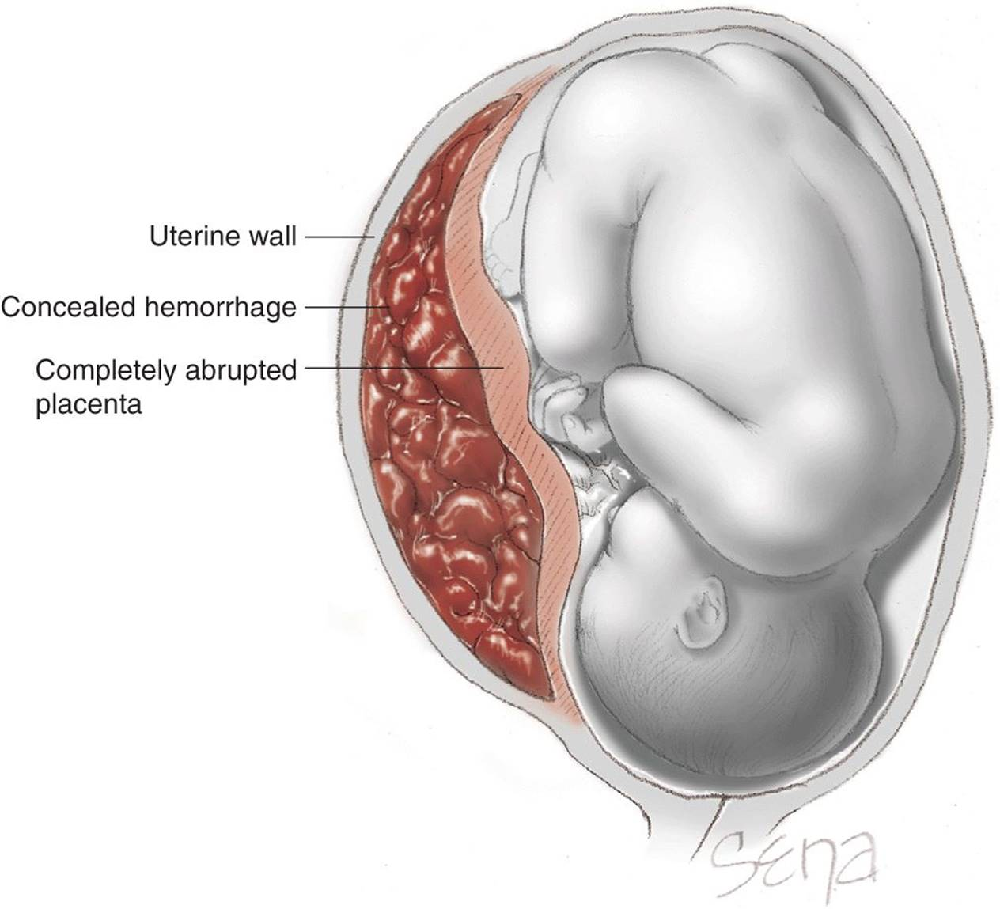 Uterine wall
Concealed hemorrhage
Completely abrupted
placenta
Sena